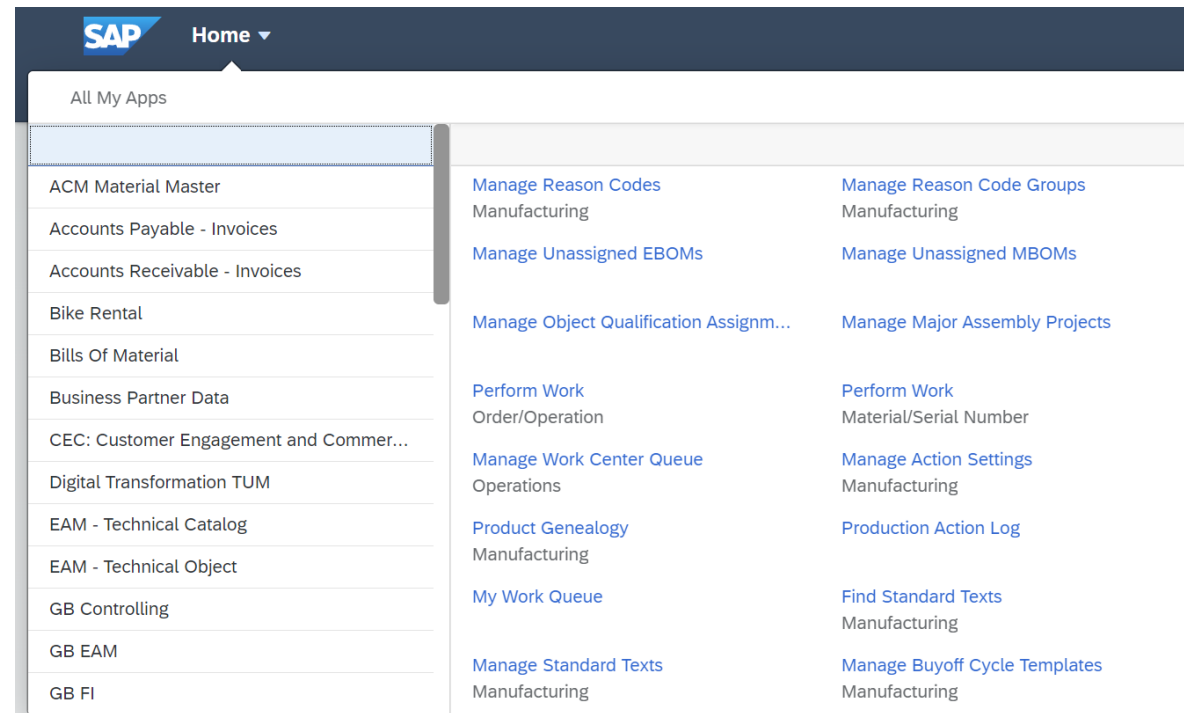 SAP Home
All My Apps
ACM Material Master
Accounts Payable - Invoices
Accounts Receivable - Invoices
Bike Rental
Bills Of Material
Business Partner Data
CEC: Customer Engagement and Commer...
Digital Transformation TUM
EAM - Technical Catalog
EAM - Technical Object
GB Controlling
GB EAM
GB FI
Manage Reason Codes
Manufacturing
Manage Reason Code Groups
Manufacturing
Manage Unassigned EBOMs
Manage Unassigned MBOMs
Manage Object Qualification Assignm...
Manage Major Assembly Projects
Perform Work
Order/Operation
Perform Work
Material/Serial Number
Manage Work Center Queue
Operations
Manage Action Settings
Manufacturing
Product Genealogy
Manufacturing
Production Action Log
My Work Queue
Find Standard Texts
Manufacturing
Manage Standard Texts
Manufacturing
Manage Buyoff Cycle Templates
Manufacturing